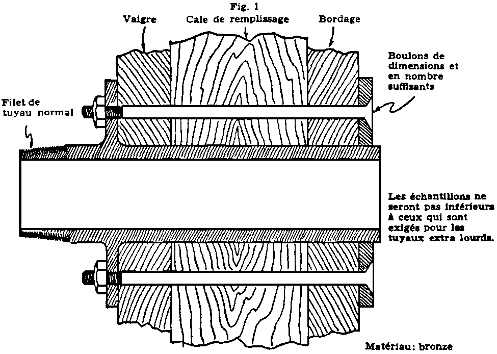 Fig. 1
Vaigre
Cale de remplissage
Bordage
Boulons de
dimensions et
en nombre
suffisants
Filet de
tuyau normal
Les échantillons ne
seront pas inférieurs
à ceux qui sont
exigés pour les
tuyaux extra lourds.
Matériau: bronze